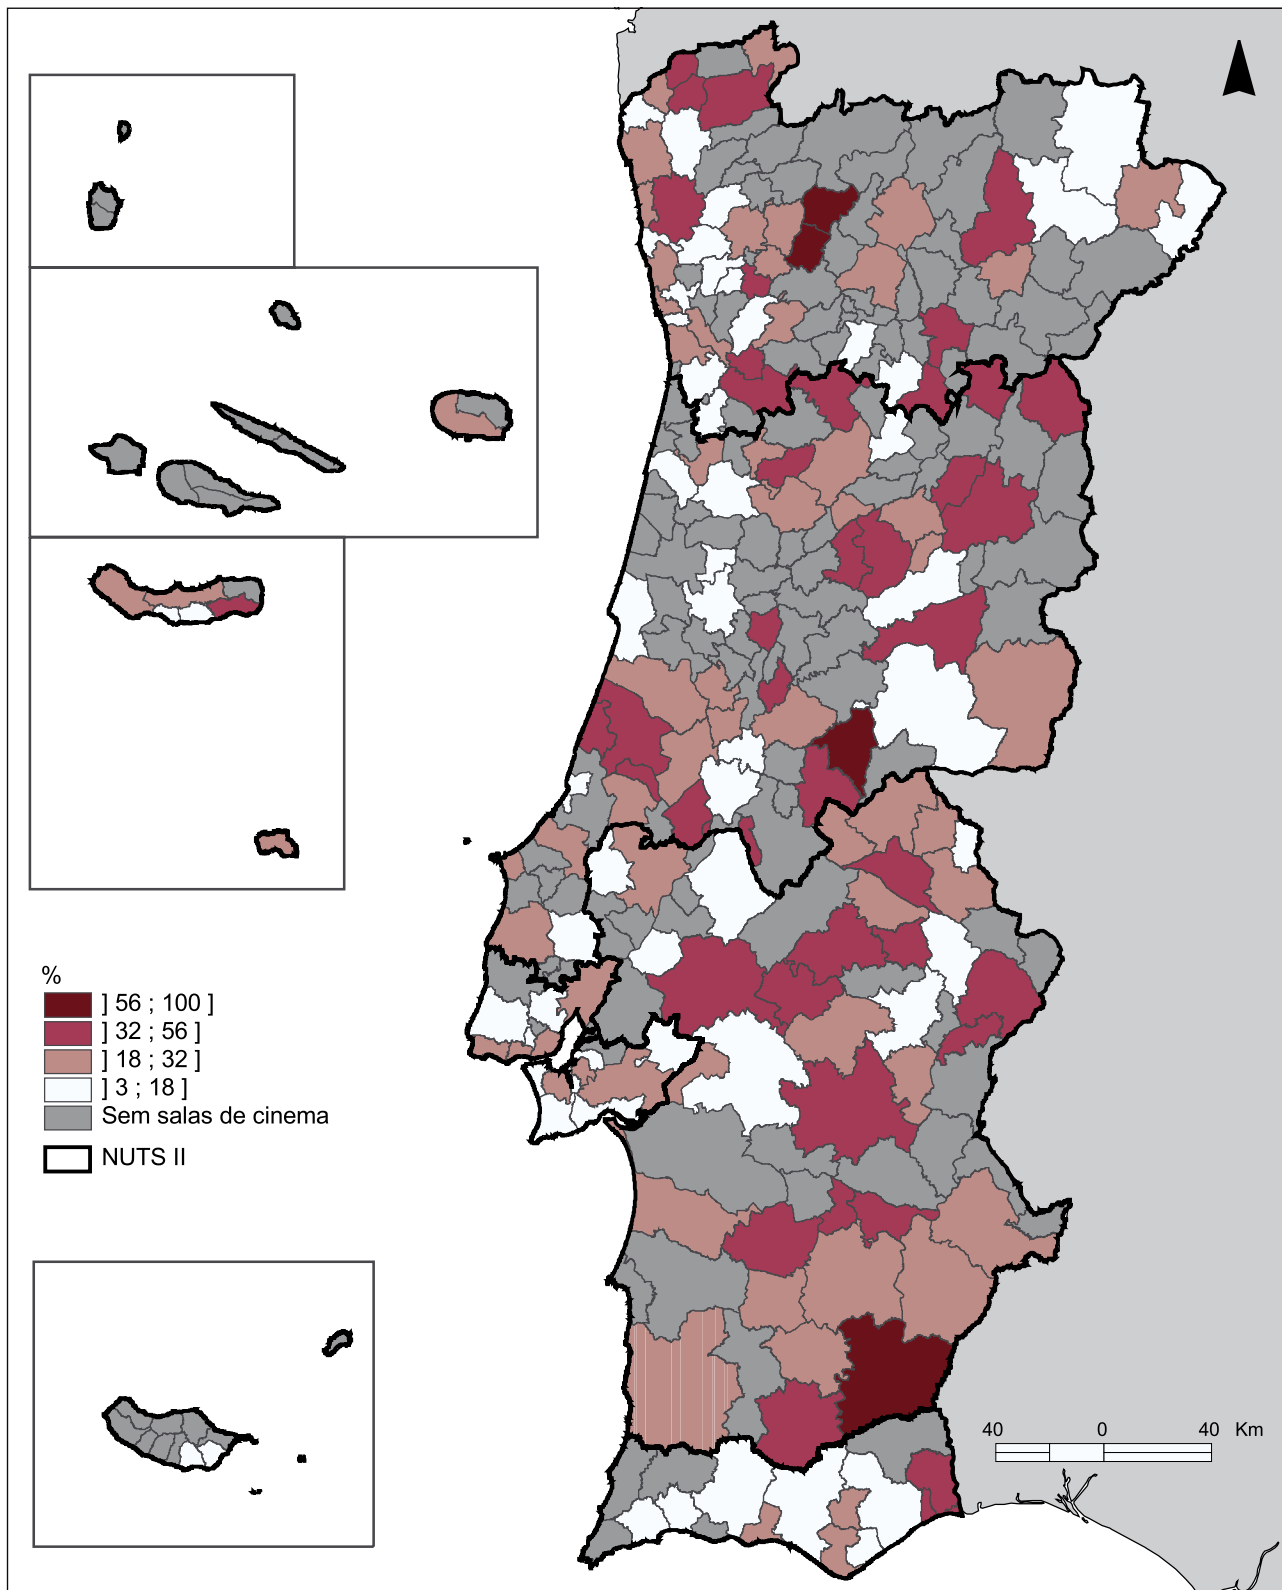 %
] 56 ; 100 ]
] 32 ; 56 ]
] 18 ; 32 ]
] 3 ; 18 ]
Sem salas de cinema
NUTS II
40 0 40 Km